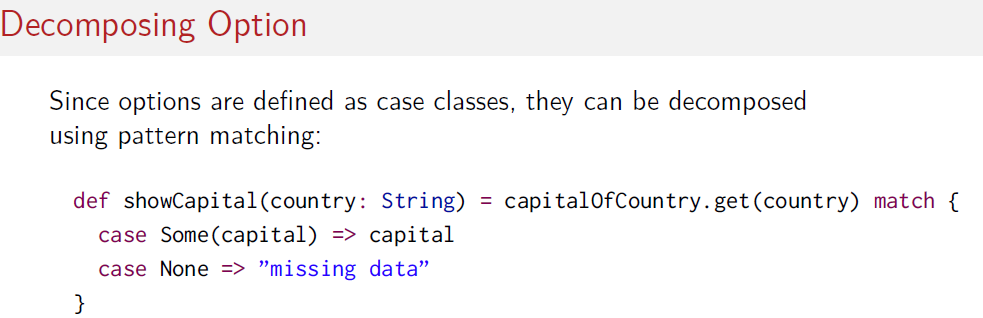 Decomposing Option
Since options are defined as case classes, they can be decomposed
using pattern matching:
def showCapital(country: String) = capitalOfCountry.get(country) match {
case Some(capital) => capital
case None => ”missing data”
}